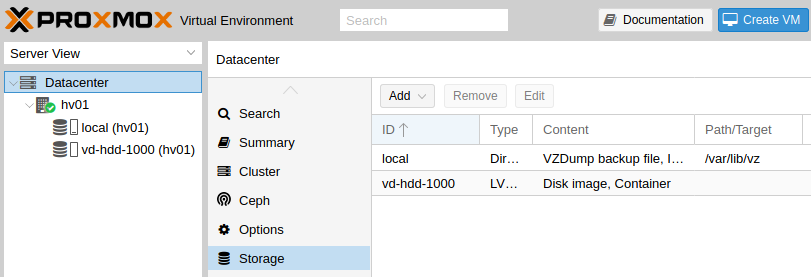 PROXMOX Virtual Environment Search Documentation Create VM
Server View
Datacenter
hv01
local (hv01)
vd-hdd-1000 (hv01)
Datacenter
Search
Summary
Cluster
Ceph
Options
Storage
Add Remove Edit
ID Type Content Path/Target
local Dir... VZDump backup file, I... /var/lib/vz
vd-hdd-1000 LV... Disk image, Container